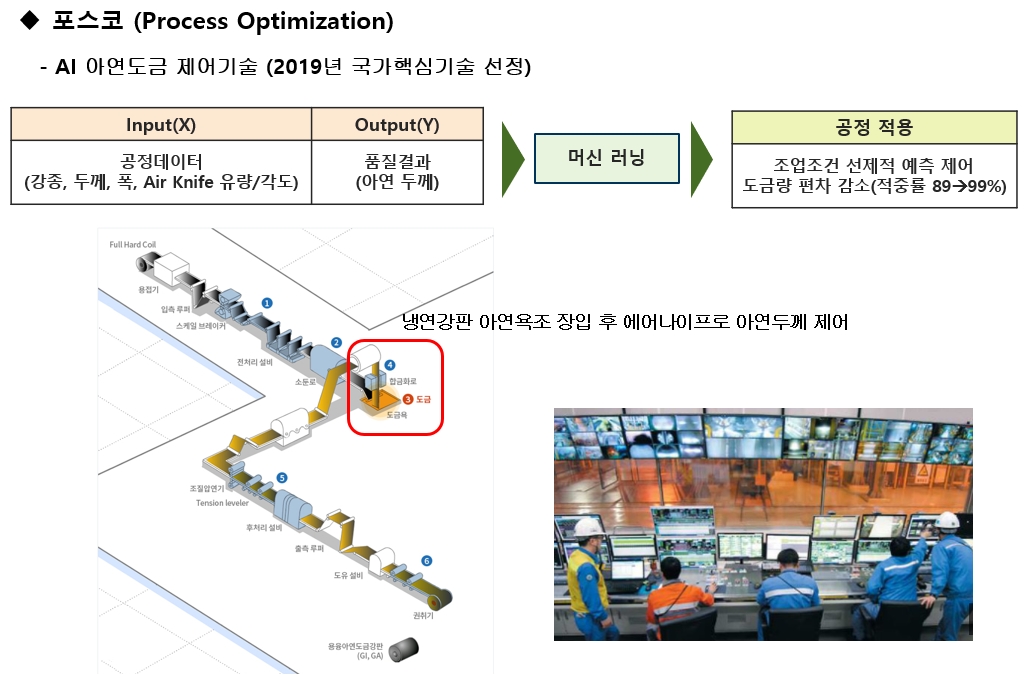 ◆ 포스코 (Process Optimization)
- AI 아연도금 제어기술 (2019년 국가핵심기술 선정)
Input(X)
Output(Y)
공정데이터
(강종, 두께, 폭, Air Knife 유량/각도)
품질결과
(아연 두께)
머신 러닝
공정 적용
조업조건 선제적 예측 제어
도금량 편차 감소(적중률 89→99%)
Full Hard Coil
용접기
입측 루퍼
스케일 브레이커
1
전처리 설비
2
소둔로
4
합금화로
3 도금
도금욕
냉연강판 아연욕조 장입 후 에어나이프로 아연두께 제어
조질압연기
Tension leveler
5
후처리 설비
출측 루퍼
도유 설비
6
권취기
용융아연도금강판
(GI, GA)